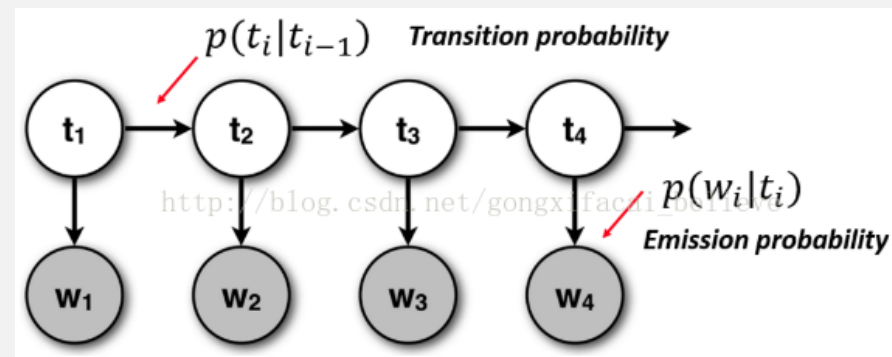 p(t_i|t_{i-1}) Transition probability
t1 t2 t3 t4
http://blog.csdn.net/gongxifacai_believe
p(w_i|t_i)
Emission probability
w1 w2 w3 w4